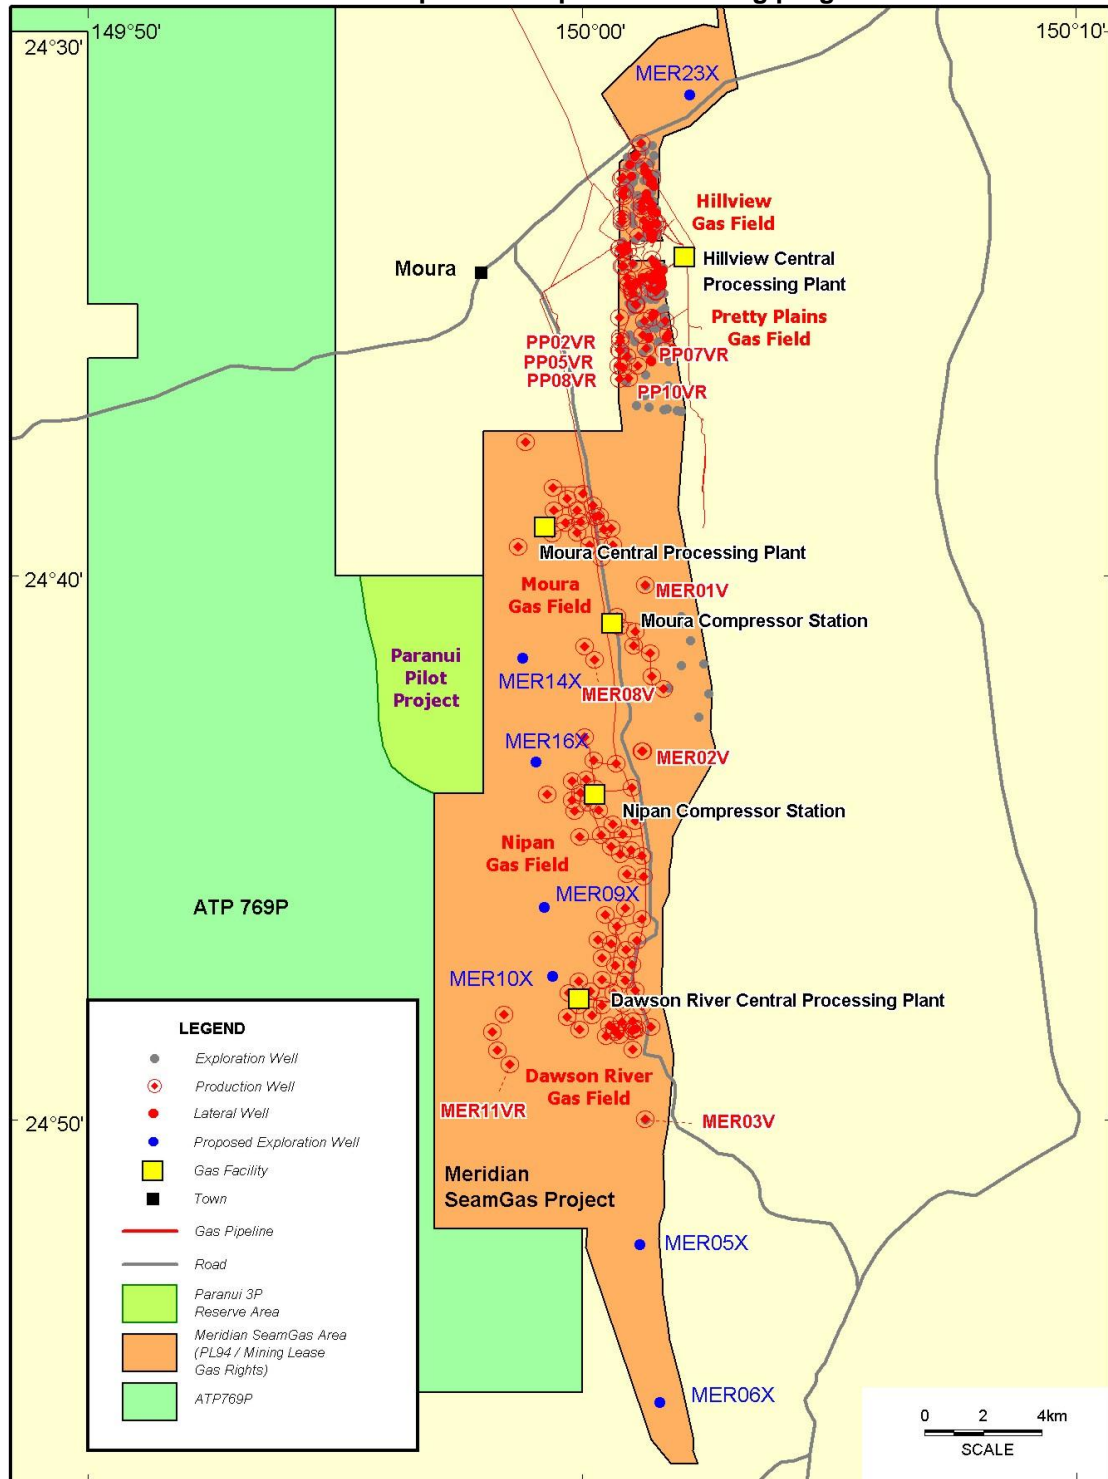 149°50'
150°00'
150°10'
24°30'
MER23X
Hillview
Gas Field
Moura
Hillview Central
Processing Plant
Pretty Plains
Gas Field
PP02VR
PP07VR
PP05VR
PP08VR
PP10VR
Moura Central Processing Plant
24°40'
Moura
Gas Field
MER01V
Moura Compressor Station
Paranui
Pilot
Project
MER14X
MER08V
MER16X
MER02V
Nipan Compressor Station
Nipan
Gas Field
MER09X
ATP 769P
MER10X
Dawson River Central Processing Plant
Dawson River
Gas Field
MER11VR
MER03V
24°50'
Meridian
SeamGas Project
MER05X
MER06X
LEGEND
Exploration Well
Production Well
Lateral Well
Proposed Exploration Well
Gas Facility
Town
Gas Pipeline
Road
Paranui 3P
Reserve Area
Meridian SeamGas Area
(PL94 / Mining Lease
Gas Rights)
ATP769P
0 2 4km
SCALE